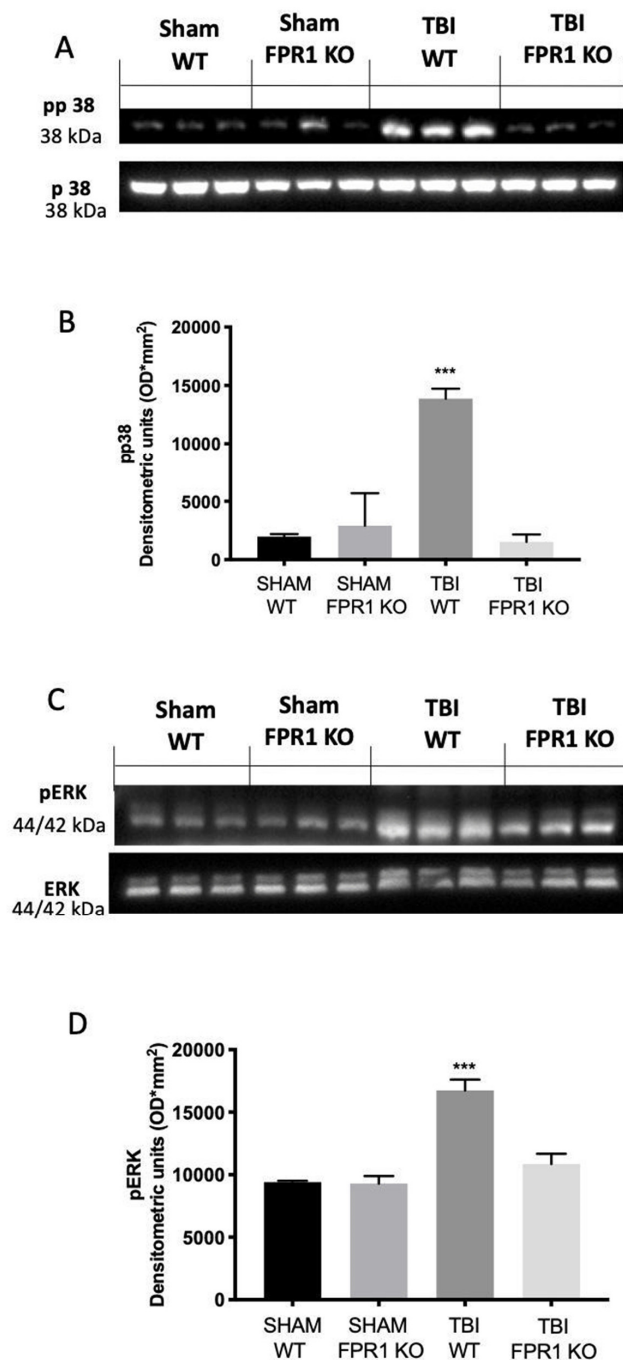 A
Sham
WT
Sham
FPR1 KO
TBI
WT
TBI
FPR1 KO
pp 38
38 kDa
p 38
38 kDa
B
pp38
Densitometric units (OD*mm²)
20000
15000
10000
5000
0
***
SHAM
WT
SHAM
FPR1 KO
TBI
WT
TBI
FPR1 KO
C
Sham
WT
Sham
FPR1 KO
TBI
WT
TBI
FPR1 KO
pERK
44/42 kDa
ERK
44/42 kDa
D
pERK
Densitometric units (OD*mm²)
20000
15000
10000
5000
0
***
SHAM
WT
SHAM
FPR1 KO
TBI
WT
TBI
FPR1 KO